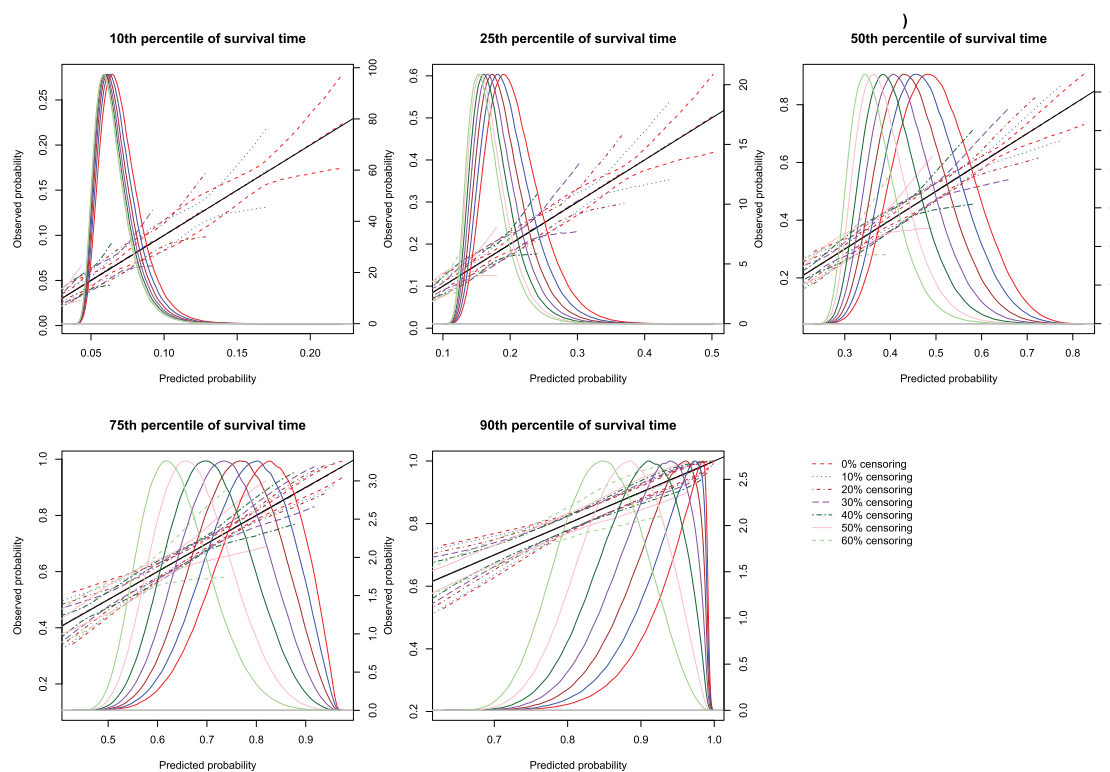 )
10th percentile of survival time
25th percentile of survival time
50th percentile of survival time
0.00 0.05 0.10 0.15 0.20 0.25
Observed probability
0 20 40 60 80 100
0.05 0.10 0.15 0.20
Predicted probability
0.0 0.1 0.2 0.3 0.4 0.5 0.6
Observed probability
0 5 10 15 20
0.1 0.2 0.3 0.4 0.5
Predicted probability
0.2 0.4 0.6 0.8
Observed probability
0.3 0.4 0.5 0.6 0.7 0.8
Predicted probability
75th percentile of survival time
90th percentile of survival time
0.2 0.4 0.6 0.8 1.0
Observed probability
0.0 0.5 1.0 1.5 2.0 2.5 3.0
0.5 0.6 0.7 0.8 0.9
Predicted probability
0.2 0.4 0.6 0.8 1.0
Observed probability
0.0 0.5 1.0 1.5 2.0 2.5
0.7 0.8 0.9 1.0
Predicted probability
0% censoring
10% censoring
20% censoring
30% censoring
40% censoring
50% censoring
60% censoring